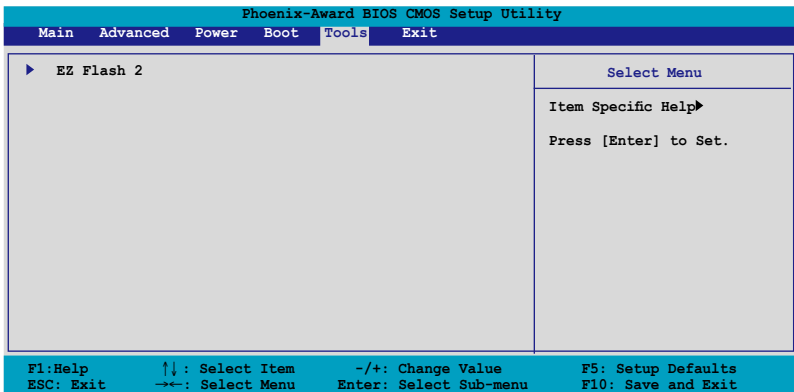 Phoenix-Award BIOS CMOS Setup Utility
Main Advanced Power Boot Tools Exit
EZ Flash 2
Select Menu
Item Specific Help
Press [Enter] to Set.
F1:Help ↑↓: Select Item -/+: Change Value F5: Setup Defaults
ESC: Exit →←: Select Menu Enter: Select Sub-menu F10: Save and Exit